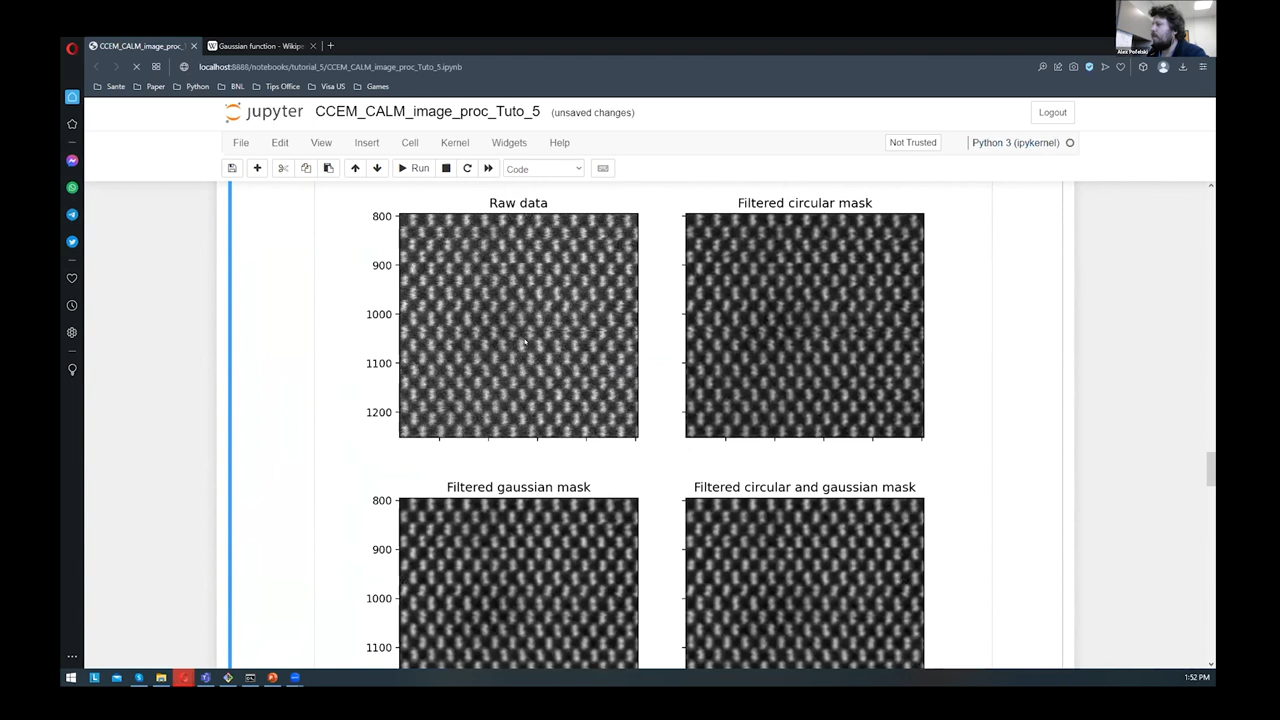 Alex Pofelski
CCEM_CALM_image_proc_
Gaussian function - Wikipe
localhost:8888/notebooks/tutorial_5/CCEM_CALM_image_proc_Tuto_5.ipynb
Sante Paper Python BNL Tips Office Visa US Games
jupyter CCEM_CALM_image_proc_Tuto_5 (unsaved changes) Logout
File Edit View Insert Cell Kernel Widgets Help Not Trusted Python 3 (ipykernel)
Run Code
Raw data Filtered circular mask
800
900
1000
1100
1200
Filtered gaussian mask Filtered circular and gaussian mask
800
900
1000
1100
1:52 PM